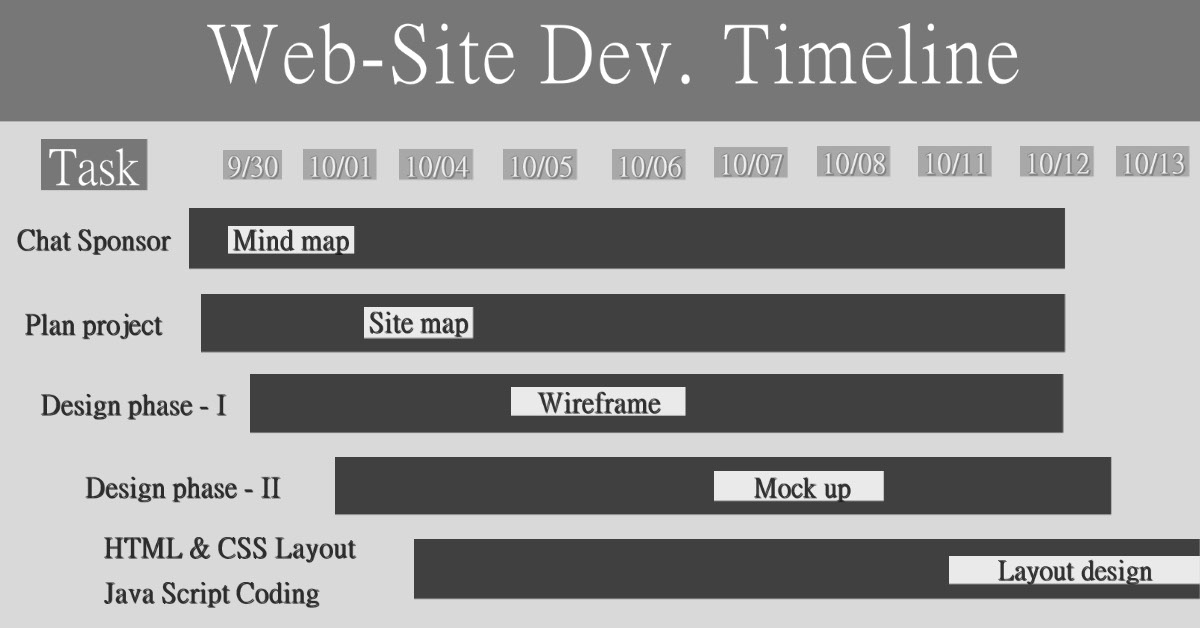 Web-Site Dev. Timeline
Task 9/30 10/01 10/04 10/05 10/06 10/07 10/08 10/11 10/12 10/13
Chat Sponsor Mind map
Plan project Site map
Design phase - I Wireframe
Design phase - II Mock up
HTML & CSS Layout
Layout design
Java Script Coding